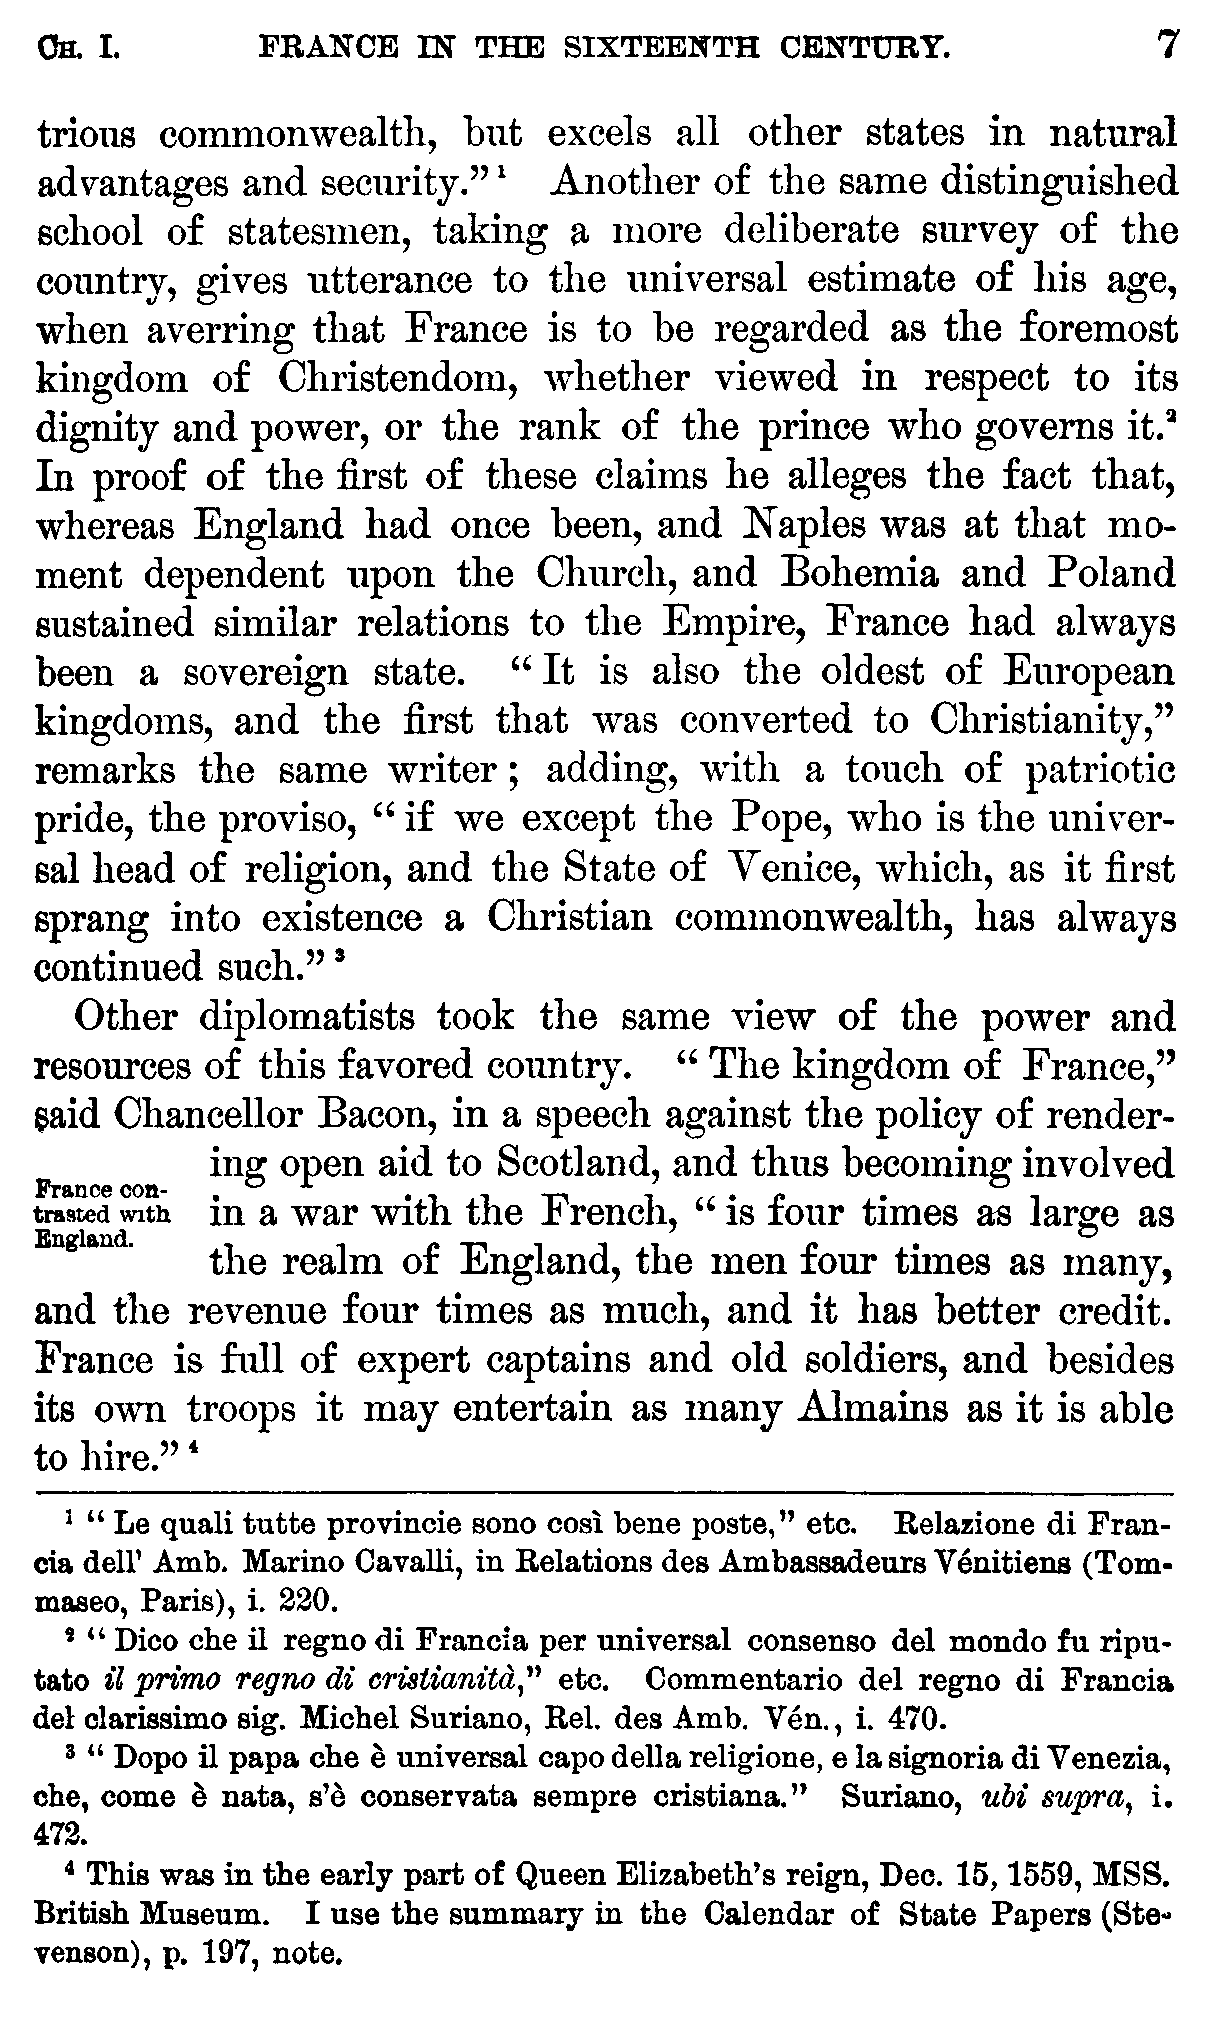 CH. I. FRANCE IN THE SIXTEENTH CENTURY. 7
trious commonwealth, but excels all other states in natural
advantages and security.” ¹ Another of the same distinguished
school of statesmen, taking a more deliberate survey of the
country, gives utterance to the universal estimate of his age,
when averring that France is to be regarded as the foremost
kingdom of Christendom, whether viewed in respect to its
dignity and power, or the rank of the prince who governs it.²
In proof of the first of these claims he alleges the fact that,
whereas England had once been, and Naples was at that mo-
ment dependent upon the Church, and Bohemia and Poland
sustained similar relations to the Empire, France had always
been a sovereign state. “ It is also the oldest of European
kingdoms, and the first that was converted to Christianity,”
remarks the same writer ; adding, with a touch of patriotic
pride, the proviso, “ if we except the Pope, who is the univer-
sal head of religion, and the State of Venice, which, as it first
sprang into existence a Christian commonwealth, has always
continued such.” ³
Other diplomatists took the same view of the power and
resources of this favored country. “ The kingdom of France,”
said Chancellor Bacon, in a speech against the policy of render-
ing open aid to Scotland, and thus becoming involved
France con-
trasted with
England.
in a war with the French, “ is four times as large as
the realm of England, the men four times as many,
and the revenue four times as much, and it has better credit.
France is full of expert captains and old soldiers, and besides
its own troops it may entertain as many Almains as it is able
to hire.” ⁴
¹ “ Le quali tutte provincie sono così bene poste,” etc. Relazione di Fran-
cia dell’ Amb. Marino Cavalli, in Relations des Ambassadeurs Vénitiens (Tom-
maseo, Paris), i. 220.
² “ Dico che il regno di Francia per universal consenso del mondo fu ripu-
tato il primo regno di cristianità,” etc. Commentario del regno di Francia
del clarissimo sig. Michel Suriano, Rel. des Amb. Vén., i. 470.
³ “ Dopo il papa che è universal capo della religione, e la signoria di Venezia,
che, come è nata, s’è conservata sempre cristiana.” Suriano, ubi supra, i.
472.
⁴ This was in the early part of Queen Elizabeth’s reign, Dec. 15, 1559, MSS.
British Museum. I use the summary in the Calendar of State Papers (Ste-
venson), p. 197, note.